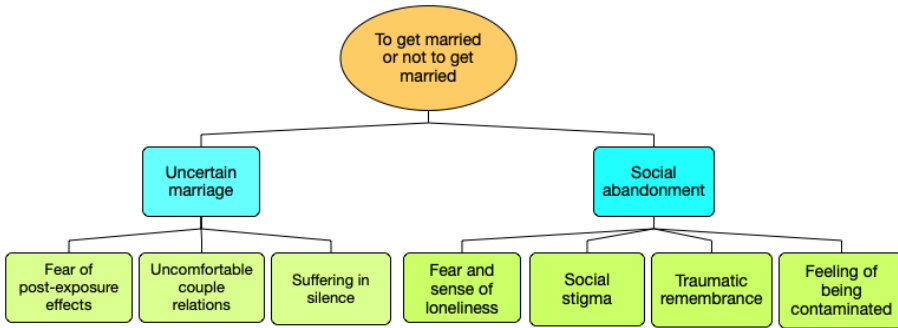 To get married
or not to get
married
Uncertain
marriage
Social
abandonment
Fear of
post-exposure
effects
Uncomfortable
couple
relations
Suffering in
silence
Fear and
sense of
loneliness
Social
stigma
Traumatic
remembrance
Feeling of
being
contaminated